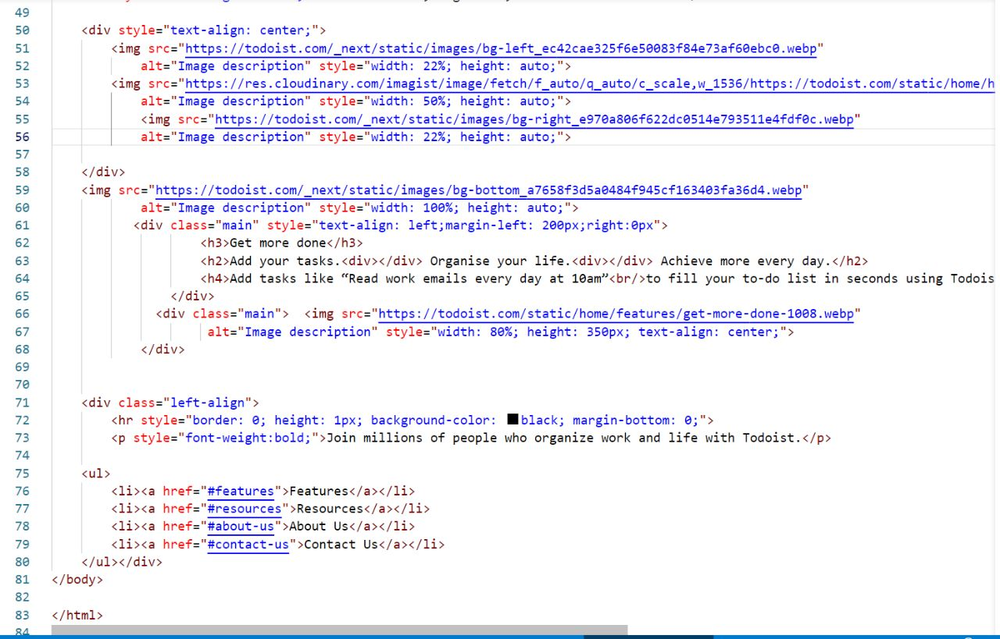 49
50 <div style="text-align: center;">
51 <img src="https://todoist.com/_next/static/images/bg-left_ec42cae325f6e50083f84e73af60ebc0.webp"
52 alt="Image description" style="width: 22%; height: auto;">
53 <img src="https://res.cloudinary.com/imagist/image/fetch/f_auto/q_auto/c_scale,w_1536/https://todoist.com/static/home/h
54 alt="Image description" style="width: 50%; height: auto;">
55 <img src="https://todoist.com/_next/static/images/bg-right_e970a806f622dc0514e793511e4fdf0c.webp"
56 alt="Image description" style="width: 22%; height: auto;">
57
58 </div>
59 <img src="https://todoist.com/_next/static/images/bg-bottom_a7658f3d5a0484f945cf163403fa36d4.webp"
60 alt="Image description" style="width: 100%; height: auto;">
61 <div class="main" style="text-align: left;margin-left: 200px;right:0px">
62 <h3>Get more done</h3>
63 <h2>Add your tasks.<div></div> Organise your life.<div></div> Achieve more every day.</h2>
64 <h4>Add tasks like “Read work emails every day at 10am”<br/>to fill your to-do list in seconds using Todois
65 </div>
66 <div class="main"> <img src="https://todoist.com/static/home/features/get-more-done-1008.webp"
67 alt="Image description" style="width: 80%; height: 350px; text-align: center;">
68 </div>
69
70
71 <div class="left-align">
72 <hr style="border: 0; height: 1px; background-color: black; margin-bottom: 0;">
73 <p style="font-weight:bold;">Join millions of people who organize work and life with Todoist.</p>
74
75 <ul>
76 <li><a href="#features">Features</a></li>
77 <li><a href="#resources">Resources</a></li>
78 <li><a href="#about-us">About Us</a></li>
79 <li><a href="#contact-us">Contact Us</a></li>
80 </ul></div>
81 </body>
82
83 </html>
84